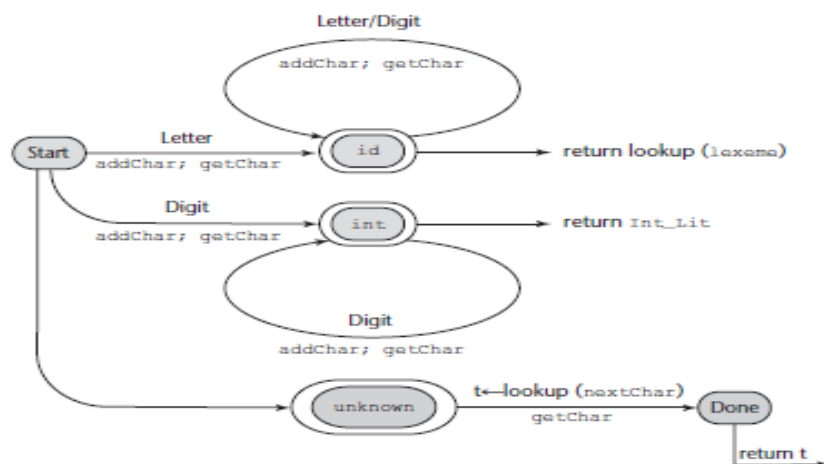 Letter/Digit
addChar; getChar
Letter
Start
addChar; getChar
id
return lookup (lexeme)
Digit
addChar; getChar
int
return Int_Lit
Digit
addChar; getChar
unknown
t←lookup (nextChar)
getChar
Done
return t